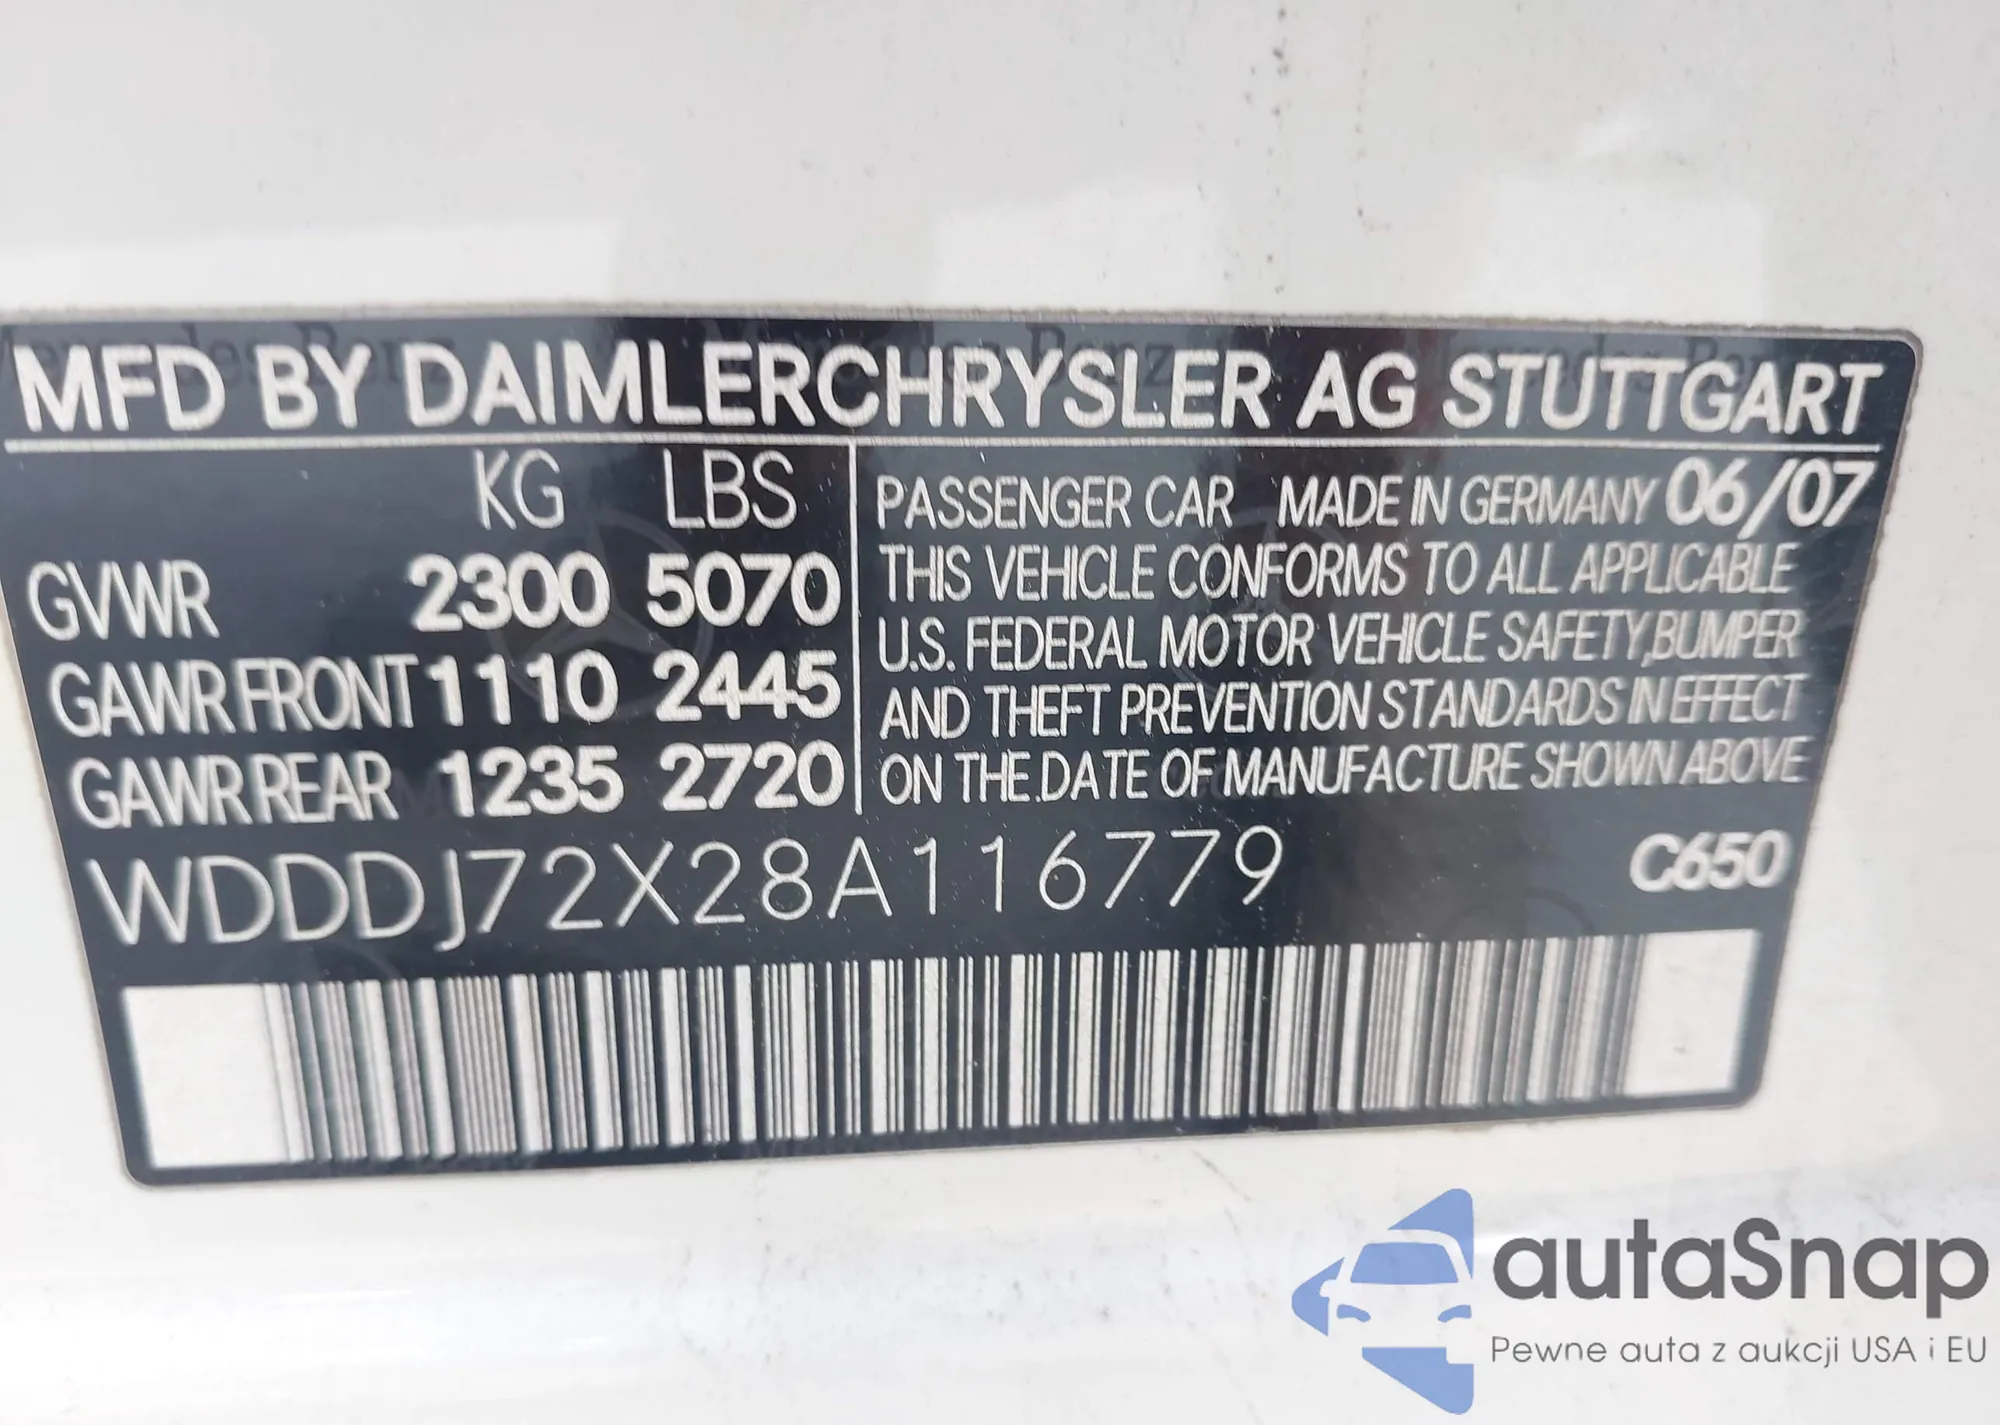 MFD BY DAIMLERCHRYSLER AG STUTTGART
KG LBS
GVWR 2300 5070
GAWR FRONT 1110 2445
GAWR REAR 1235 2720
PASSENGER CAR MADE IN GERMANY 06/07
THIS VEHICLE CONFORMS TO ALL APPLICABLE
U.S. FEDERAL MOTOR VEHICLE SAFETY,BUMPER
AND THEFT PREVENTION STANDARDS IN EFFECT
ON THE.DATE OF MANUFACTURE SHOWN ABOVE
WDDDJ72X28A116779 C650
autaSnap
Pewne auta z aukcji USA i EU